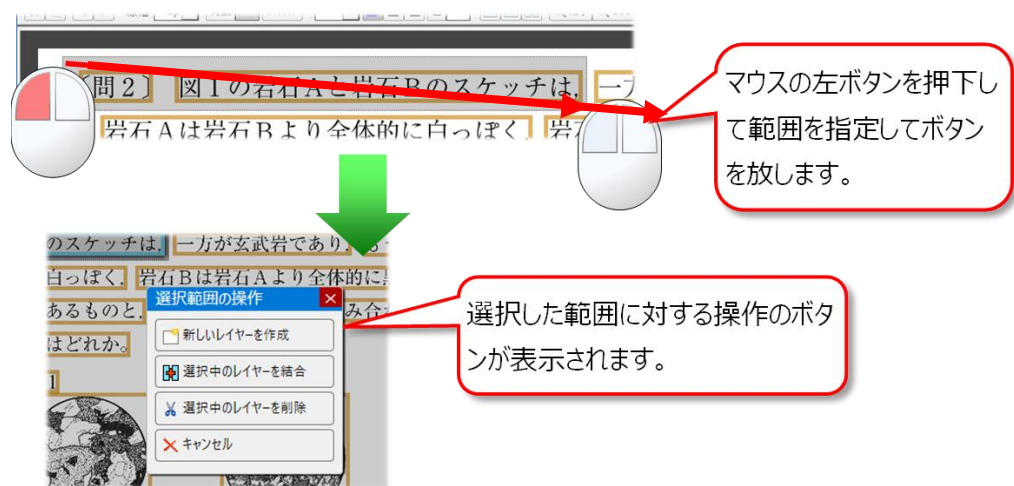 〔問2〕 図1の岩石Aと岩石Bのスケッチは, 一方
岩石Aは岩石Bより全体的に白っぽく, 岩石
マウスの左ボタンを押下し
て範囲を指定してボタン
を放します。
のスケッチは, 一方が玄武岩であり,
白っぽく, 岩石Bは岩石Aより全体的に
あるものと,
み合
はどれか。
1
選択範囲の操作
新しいレイヤーを作成
選択中のレイヤーを結合
選択中のレイヤーを削除
キャンセル
選択した範囲に対する操作のボタ
ンが表示されます。